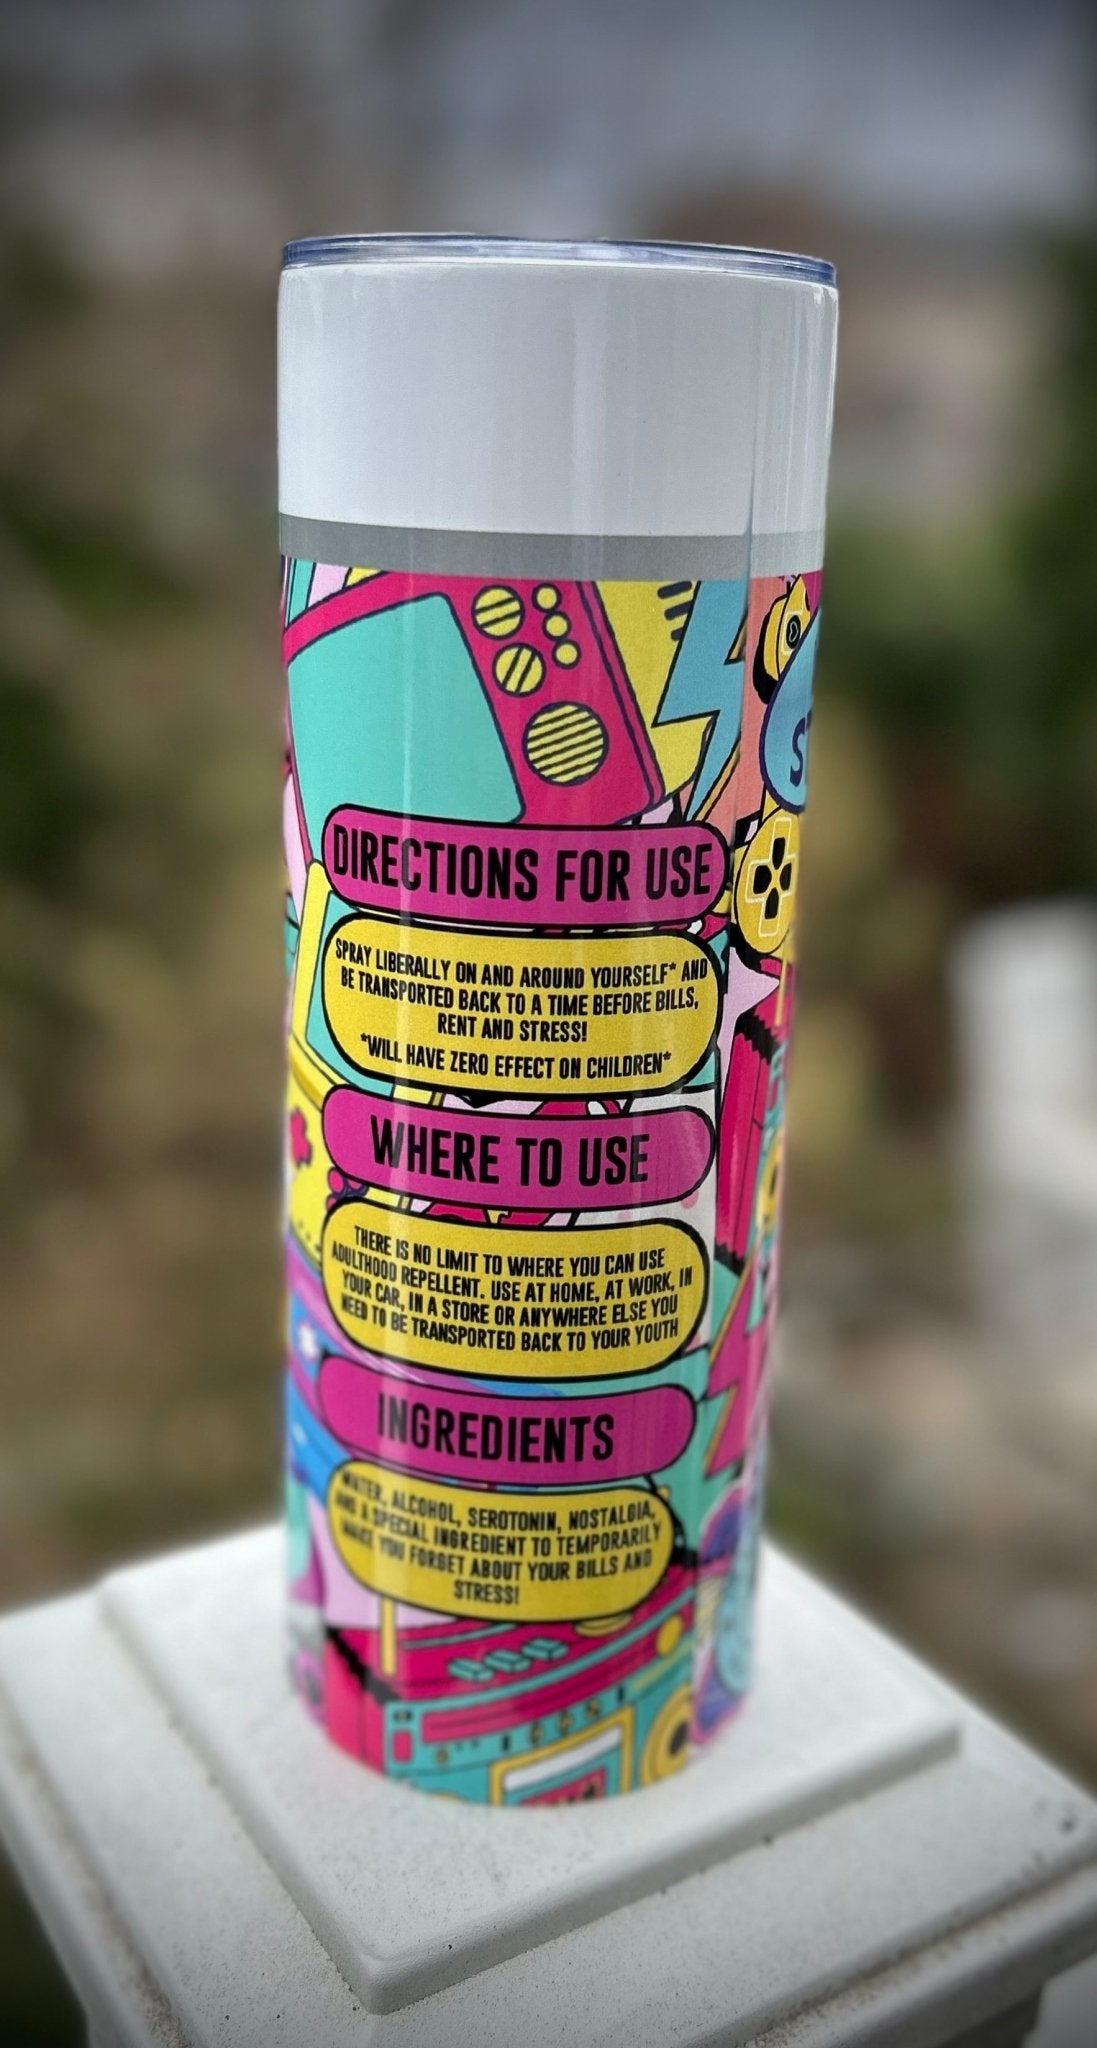 DIRECTIONS FOR USE
SPRAY LIBERALLY ON AND AROUND YOURSELF* AND
BE TRANSPORTED BACK TO A TIME BEFORE BILLS,
RENT AND STRESS!
*WILL HAVE ZERO EFFECT ON CHILDREN*
WHERE TO USE
THERE IS NO LIMIT TO WHERE YOU CAN USE
ADULTHOOD REPELLENT. USE AT HOME, AT WORK, IN
YOUR CAR, IN A STORE OR ANYWHERE ELSE YOU
NEED TO BE TRANSPORTED BACK TO YOUR YOUTH
INGREDIENTS
WATER, ALCOHOL, SEROTONIN, NOSTALGIA,
AND A SPECIAL INGREDIENT TO TEMPORARILY
MAKE YOU FORGET ABOUT YOUR BILLS AND
STRESS!